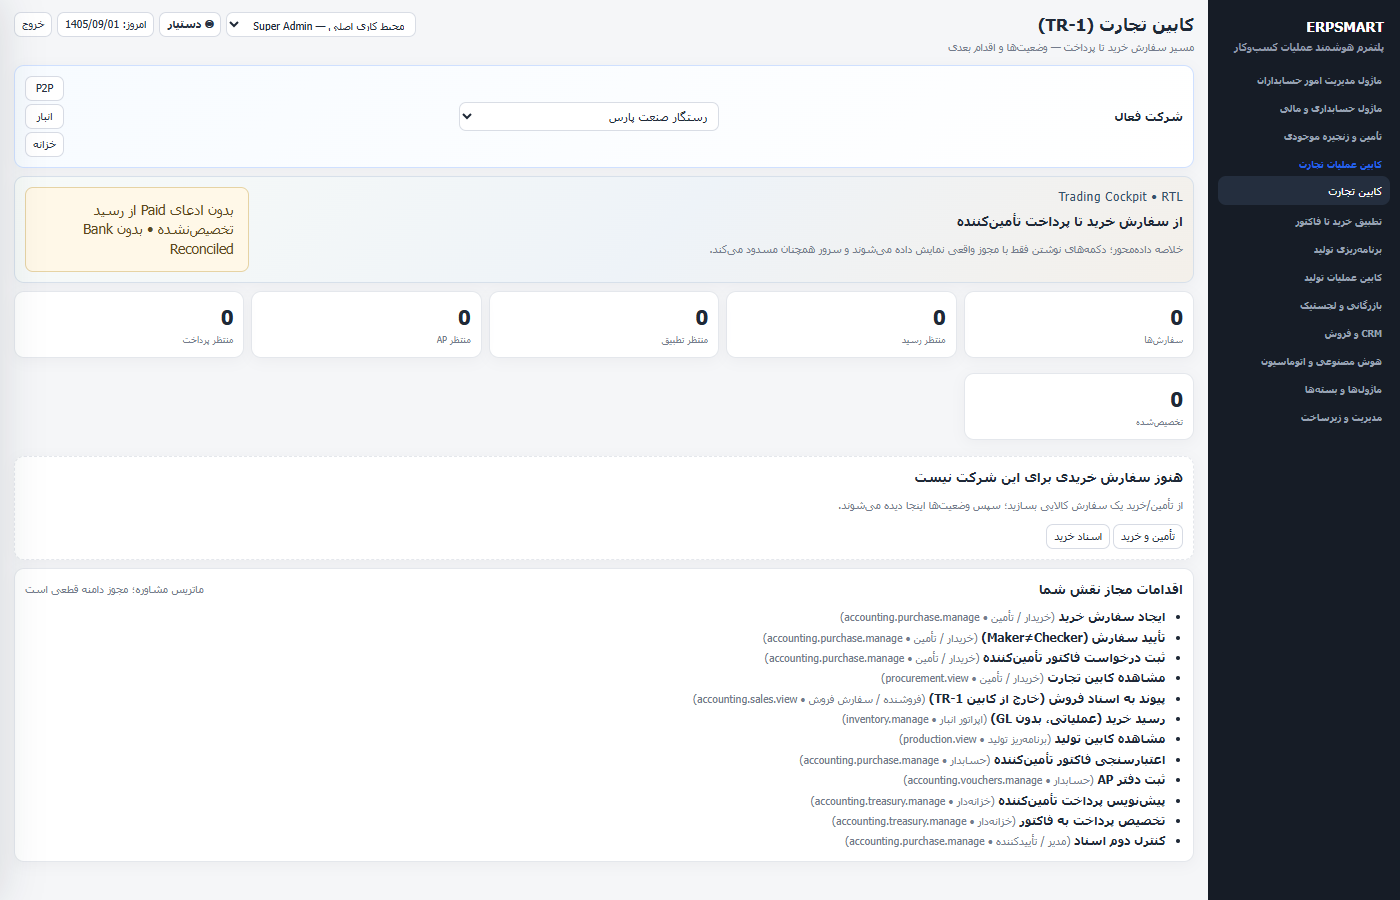 ERPSMART
پلتفرم هوشمند عملیات کسب‌وکار
ماژول مدیریت امور حسابداران
ماژول حسابداری و مالی
تأمین و زنجیره موجودی
کابین عملیات تجارت
کابین تجارت
تطبیق خرید تا فاکتور
برنامه‌ریزی تولید
کابین عملیات تولید
بازرگانی و لجستیک
CRM و فروش
هوش مصنوعی و اتوماسیون
ماژول‌ها و بسته‌ها
مدیریت و زیرساخت
کابین تجارت (TR-1)
مسیر سفارش خرید تا پرداخت — وضعیت‌ها و اقدام بعدی
محیط کاری اصلی — Super Admin
دستیار
امروز: 1405/09/01
خروج
شرکت فعال
رستگار صنعت پارس
P2P
انبار
خزانه
Trading Cockpit • RTL
از سفارش خرید تا پرداخت تأمین‌کننده
خلاصه داده‌محور؛ دکمه‌های نوشتن فقط با مجوز واقعی نمایش داده می‌شوند و سرور همچنان مسدود می‌کند.
بدون ادعای Paid از رسید
تخصیص‌نشده • بدون Bank
Reconciled
0
سفارش‌ها
0
منتظر رسید
0
منتظر تطبیق
0
منتظر AP
0
منتظر پرداخت
0
تخصیص‌شده
هنوز سفارش خریدی برای این شرکت نیست
از تأمین/خرید یک سفارش کالایی بسازید؛ سپس وضعیت‌ها اینجا دیده می‌شوند.
تأمین و خرید
اسناد خرید
اقدامات مجاز نقش شما
ماتریس مشاوره؛ مجوز دامنه قطعی است
• ایجاد سفارش خرید (خریدار / تأمین • accounting.purchase.manage)
• تأیید سفارش (Maker≠Checker) (خریدار / تأمین • accounting.purchase.manage)
• ثبت درخواست فاکتور تأمین‌کننده (خریدار / تأمین • accounting.purchase.manage)
• مشاهده کابین تجارت (خریدار / تأمین • procurement.view)
• پیوند به اسناد فروش (خارج از کابین TR-1) (فروشنده / سفارش فروش • accounting.sales.view)
• رسید خرید (عملیاتی، بدون GL) (اپراتور انبار • inventory.manage)
• مشاهده کابین تولید (برنامه‌ریز تولید • production.view)
• اعتبارسنجی فاکتور تأمین‌کننده (حسابدار • accounting.purchase.manage)
• ثبت دفتر AP (حسابدار • accounting.vouchers.manage)
• پیش‌نویس پرداخت تأمین‌کننده (خزانه‌دار • accounting.treasury.manage)
• تخصیص پرداخت به فاکتور (خزانه‌دار • accounting.treasury.manage)
• کنترل دوم اسناد (مدیر / تأییدکننده • accounting.purchase.manage)